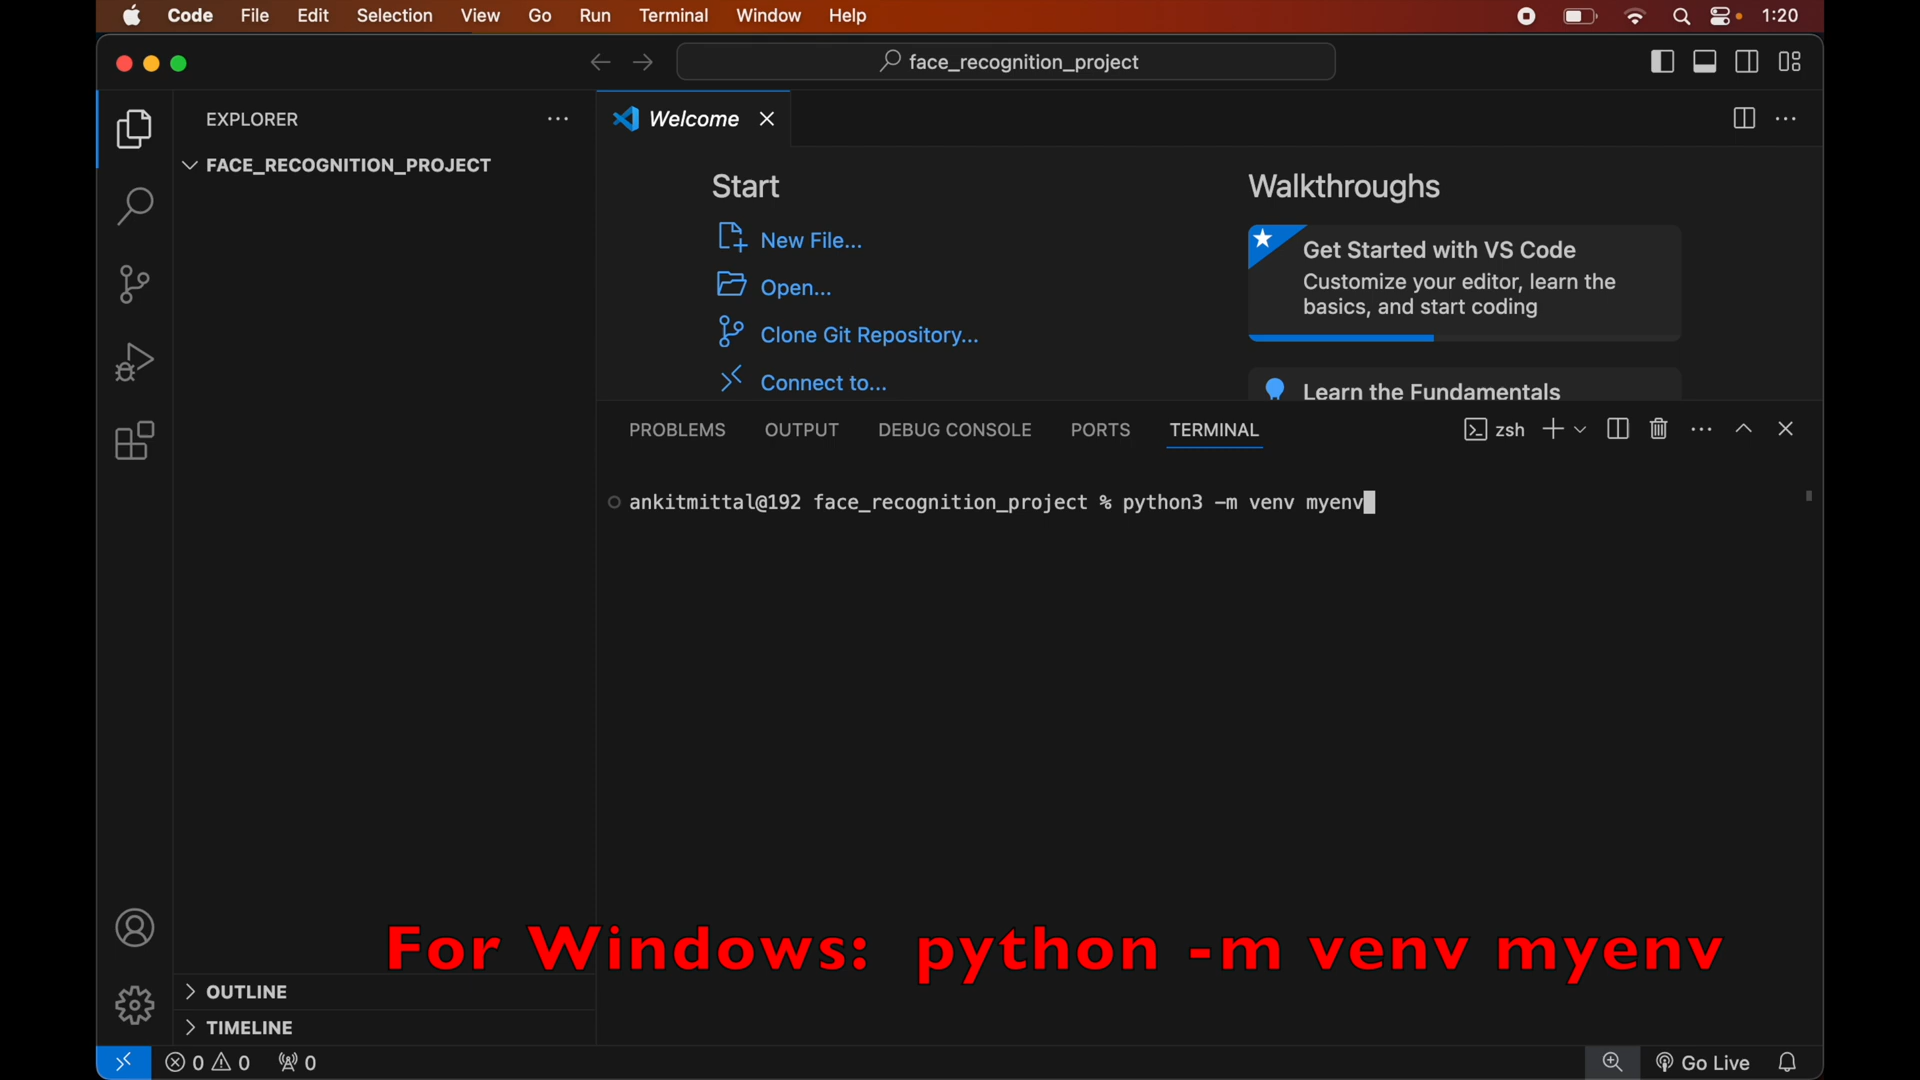 Code File Edit Selection View Go Run Terminal Window Help 1:20
face_recognition_project
EXPLORER
FACE_RECOGNITION_PROJECT
Welcome
Start
New File...
Open...
Clone Git Repository...
Connect to...
Walkthroughs
Get Started with VS Code
Customize your editor, learn the
basics, and start coding
Learn the Fundamentals
PROBLEMS OUTPUT DEBUG CONSOLE PORTS TERMINAL zsh
ankitmittal@192 face_recognition_project % python3 -m venv myenv
For Windows: python -m venv myenv
OUTLINE
TIMELINE
0 0 0 Go Live